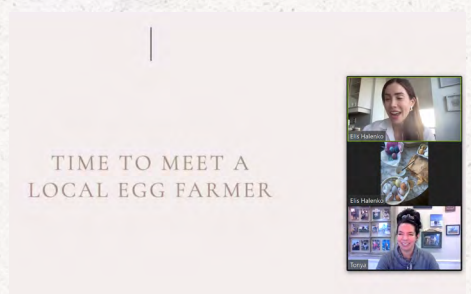 TIME TO MEET A
LOCAL EGG FARMER
Elis Halenko
Elis Halenko
Tonya